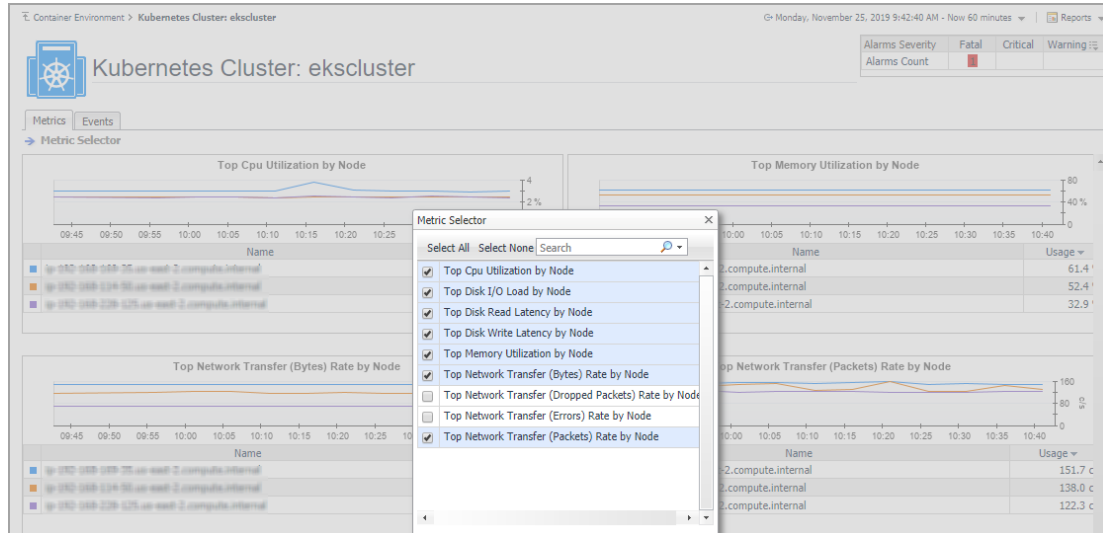 Container Environment > Kubernetes Cluster: ekscluster
Monday, November 25, 2019 9:42:40 AM - Now 60 minutes
Reports
Kubernetes Cluster: ekscluster
Alarms Severity Fatal Critical Warning
Alarms Count 1
Metrics Events
Metric Selector
Top Cpu Utilization by Node
4
2 %
09:45 09:50 09:55 10:00 10:05 10:10 10:15 10:20 10:25
Name
Top Memory Utilization by Node
80
40 %
0
10:00 10:05 10:10 10:15 10:20 10:25 10:30 10:35 10:40
Name Usage
2.compute.internal 61.4
2.compute.internal 52.4
-2.compute.internal 32.9
Metric Selector
Select All Select None Search
Top Cpu Utilization by Node
Top Disk I/O Load by Node
Top Disk Read Latency by Node
Top Disk Write Latency by Node
Top Memory Utilization by Node
Top Network Transfer (Bytes) Rate by Node
Top Network Transfer (Dropped Packets) Rate by Node
Top Network Transfer (Errors) Rate by Node
Top Network Transfer (Packets) Rate by Node
Top Network Transfer (Bytes) Rate by Node
09:45 09:50 09:55 10:00 10:05 10:10 10:15 10:20 10:25 10
Name
op Network Transfer (Packets) Rate by Node
160
80 c/s
0
10:00 10:05 10:10 10:15 10:20 10:25 10:30 10:35 10:40
Name Usage
-2.compute.internal 151.7 c
2.compute.internal 138.0 c
-2.compute.internal 122.3 c